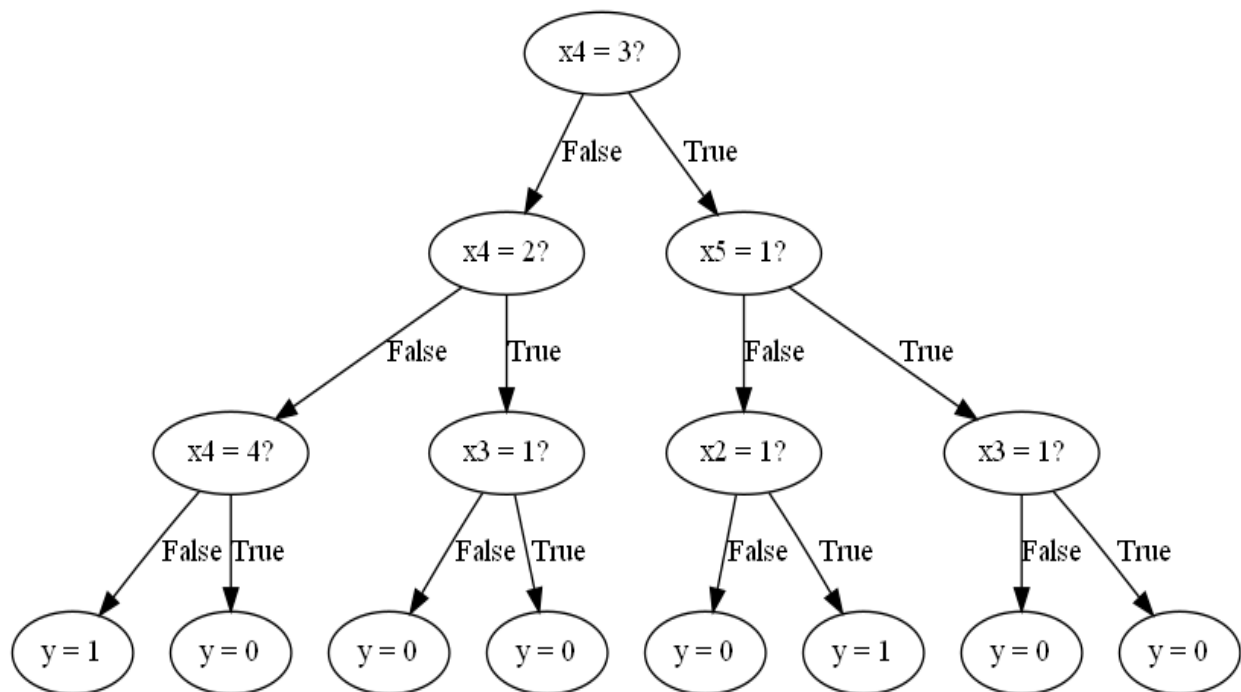 x4 = 3?
False
True
x4 = 2?
x5 = 1?
False
True
False
True
x4 = 4?
x3 = 1?
x2 = 1?
x3 = 1?
False
True
False
True
False
True
False
True
y = 1
y = 0
y = 0
y = 0
y = 0
y = 1
y = 0
y = 0